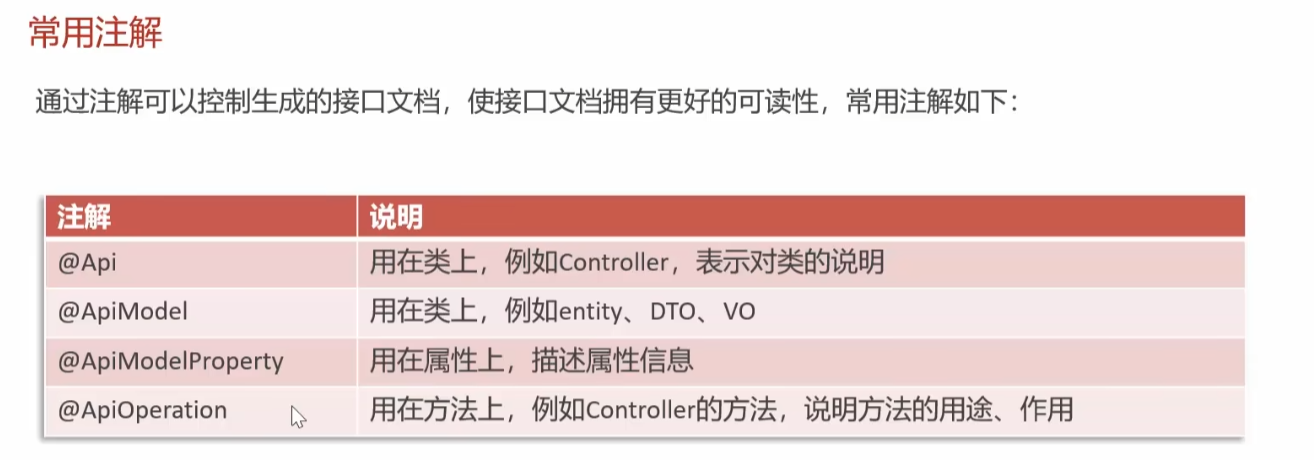 常用注解
通过注解可以控制生成的接口文档，使接口文档拥有更好的可读性，常用注解如下：
注解 说明
@Api 用在类上，例如Controller，表示对类的说明
@ApiModel 用在类上，例如entity、DTO、VO
@ApiModelProperty 用在属性上，描述属性信息
@ApiOperation 用在方法上，例如Controller的方法，说明方法的用途、作用